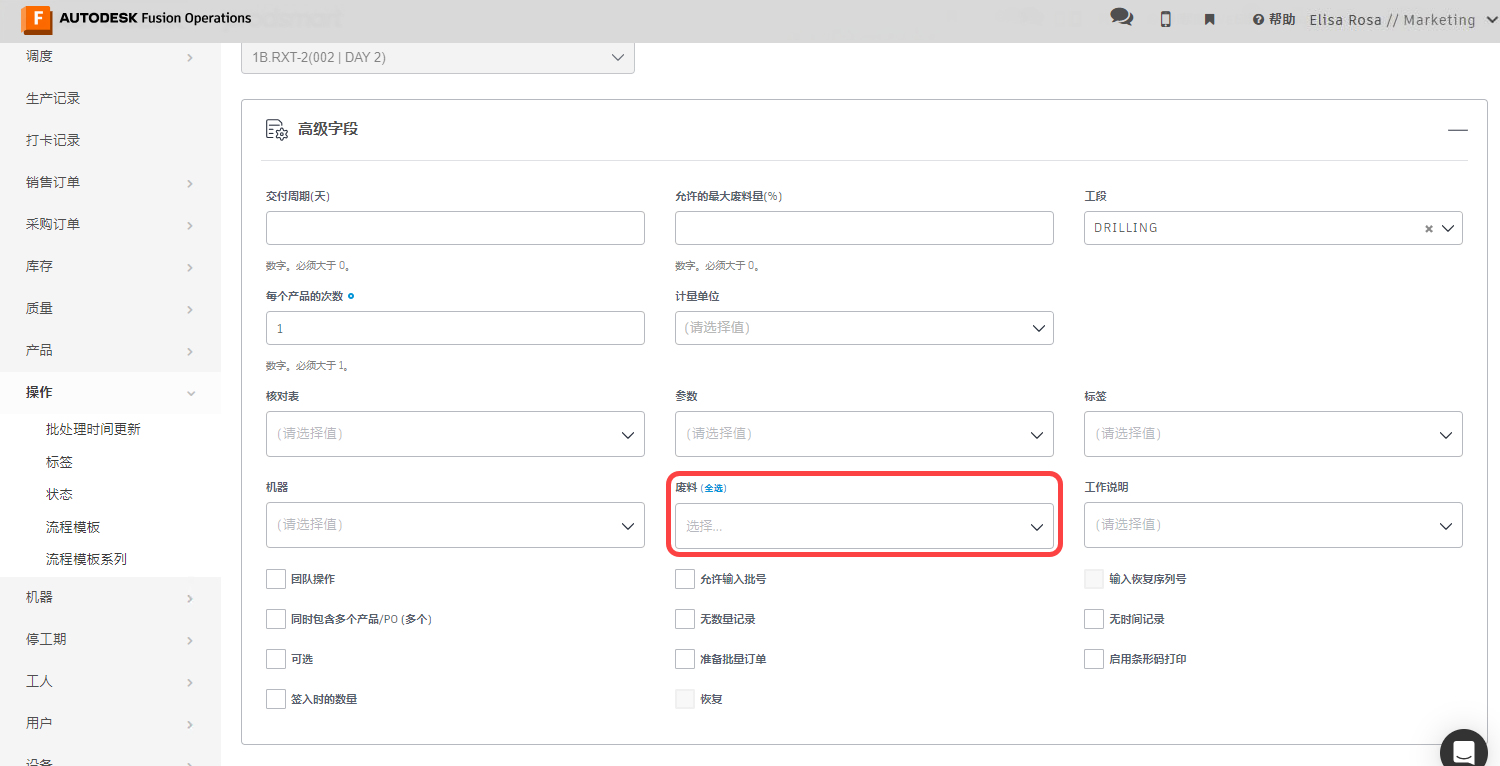 F AUTODESK Fusion Operations
帮助
Elisa Rosa // Marketing
调度
生产记录
打卡记录
销售订单
采购订单
库存
质量
产品
操作
批处理时间更新
标签
状态
流程模板
流程模板系列
机器
停工期
工人
用户
设备
1B.RXT-2(002 | DAY 2)
高级字段
交付周期(天)
允许的最大废料量(%)
工段
DRILLING
数字。必须大于 0。
数字。必须大于 0。
每个产品的次数
计量单位
1
(请选择值)
数字。必须大于 1。
核对表
参数
标签
(请选择值)
(请选择值)
(请选择值)
机器
废料 (全选)
工作说明
(请选择值)
选择...
(请选择值)
团队操作
允许输入批号
输入恢复序列号
同时包含多个产品/PO (多个)
无数量记录
无时间记录
可选
准备批量订单
启用条形码打印
签入时的数量
恢复